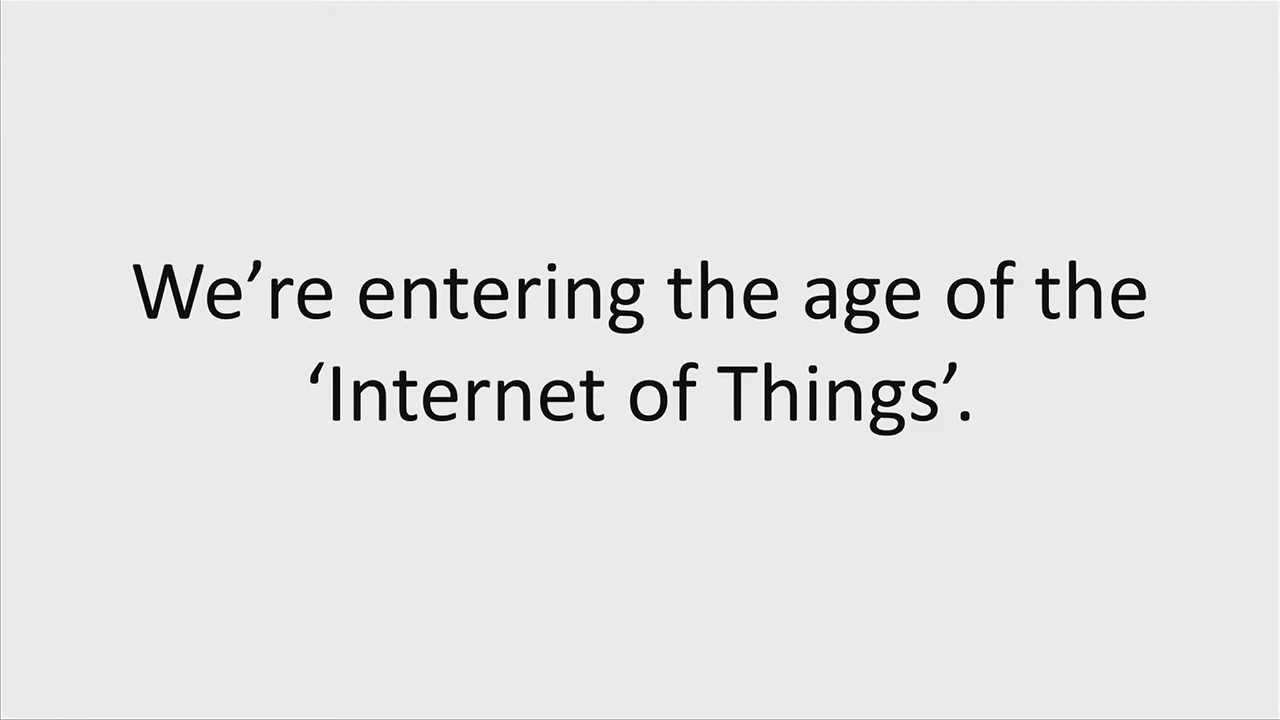 We’re entering the age of the
‘Internet of Things’.